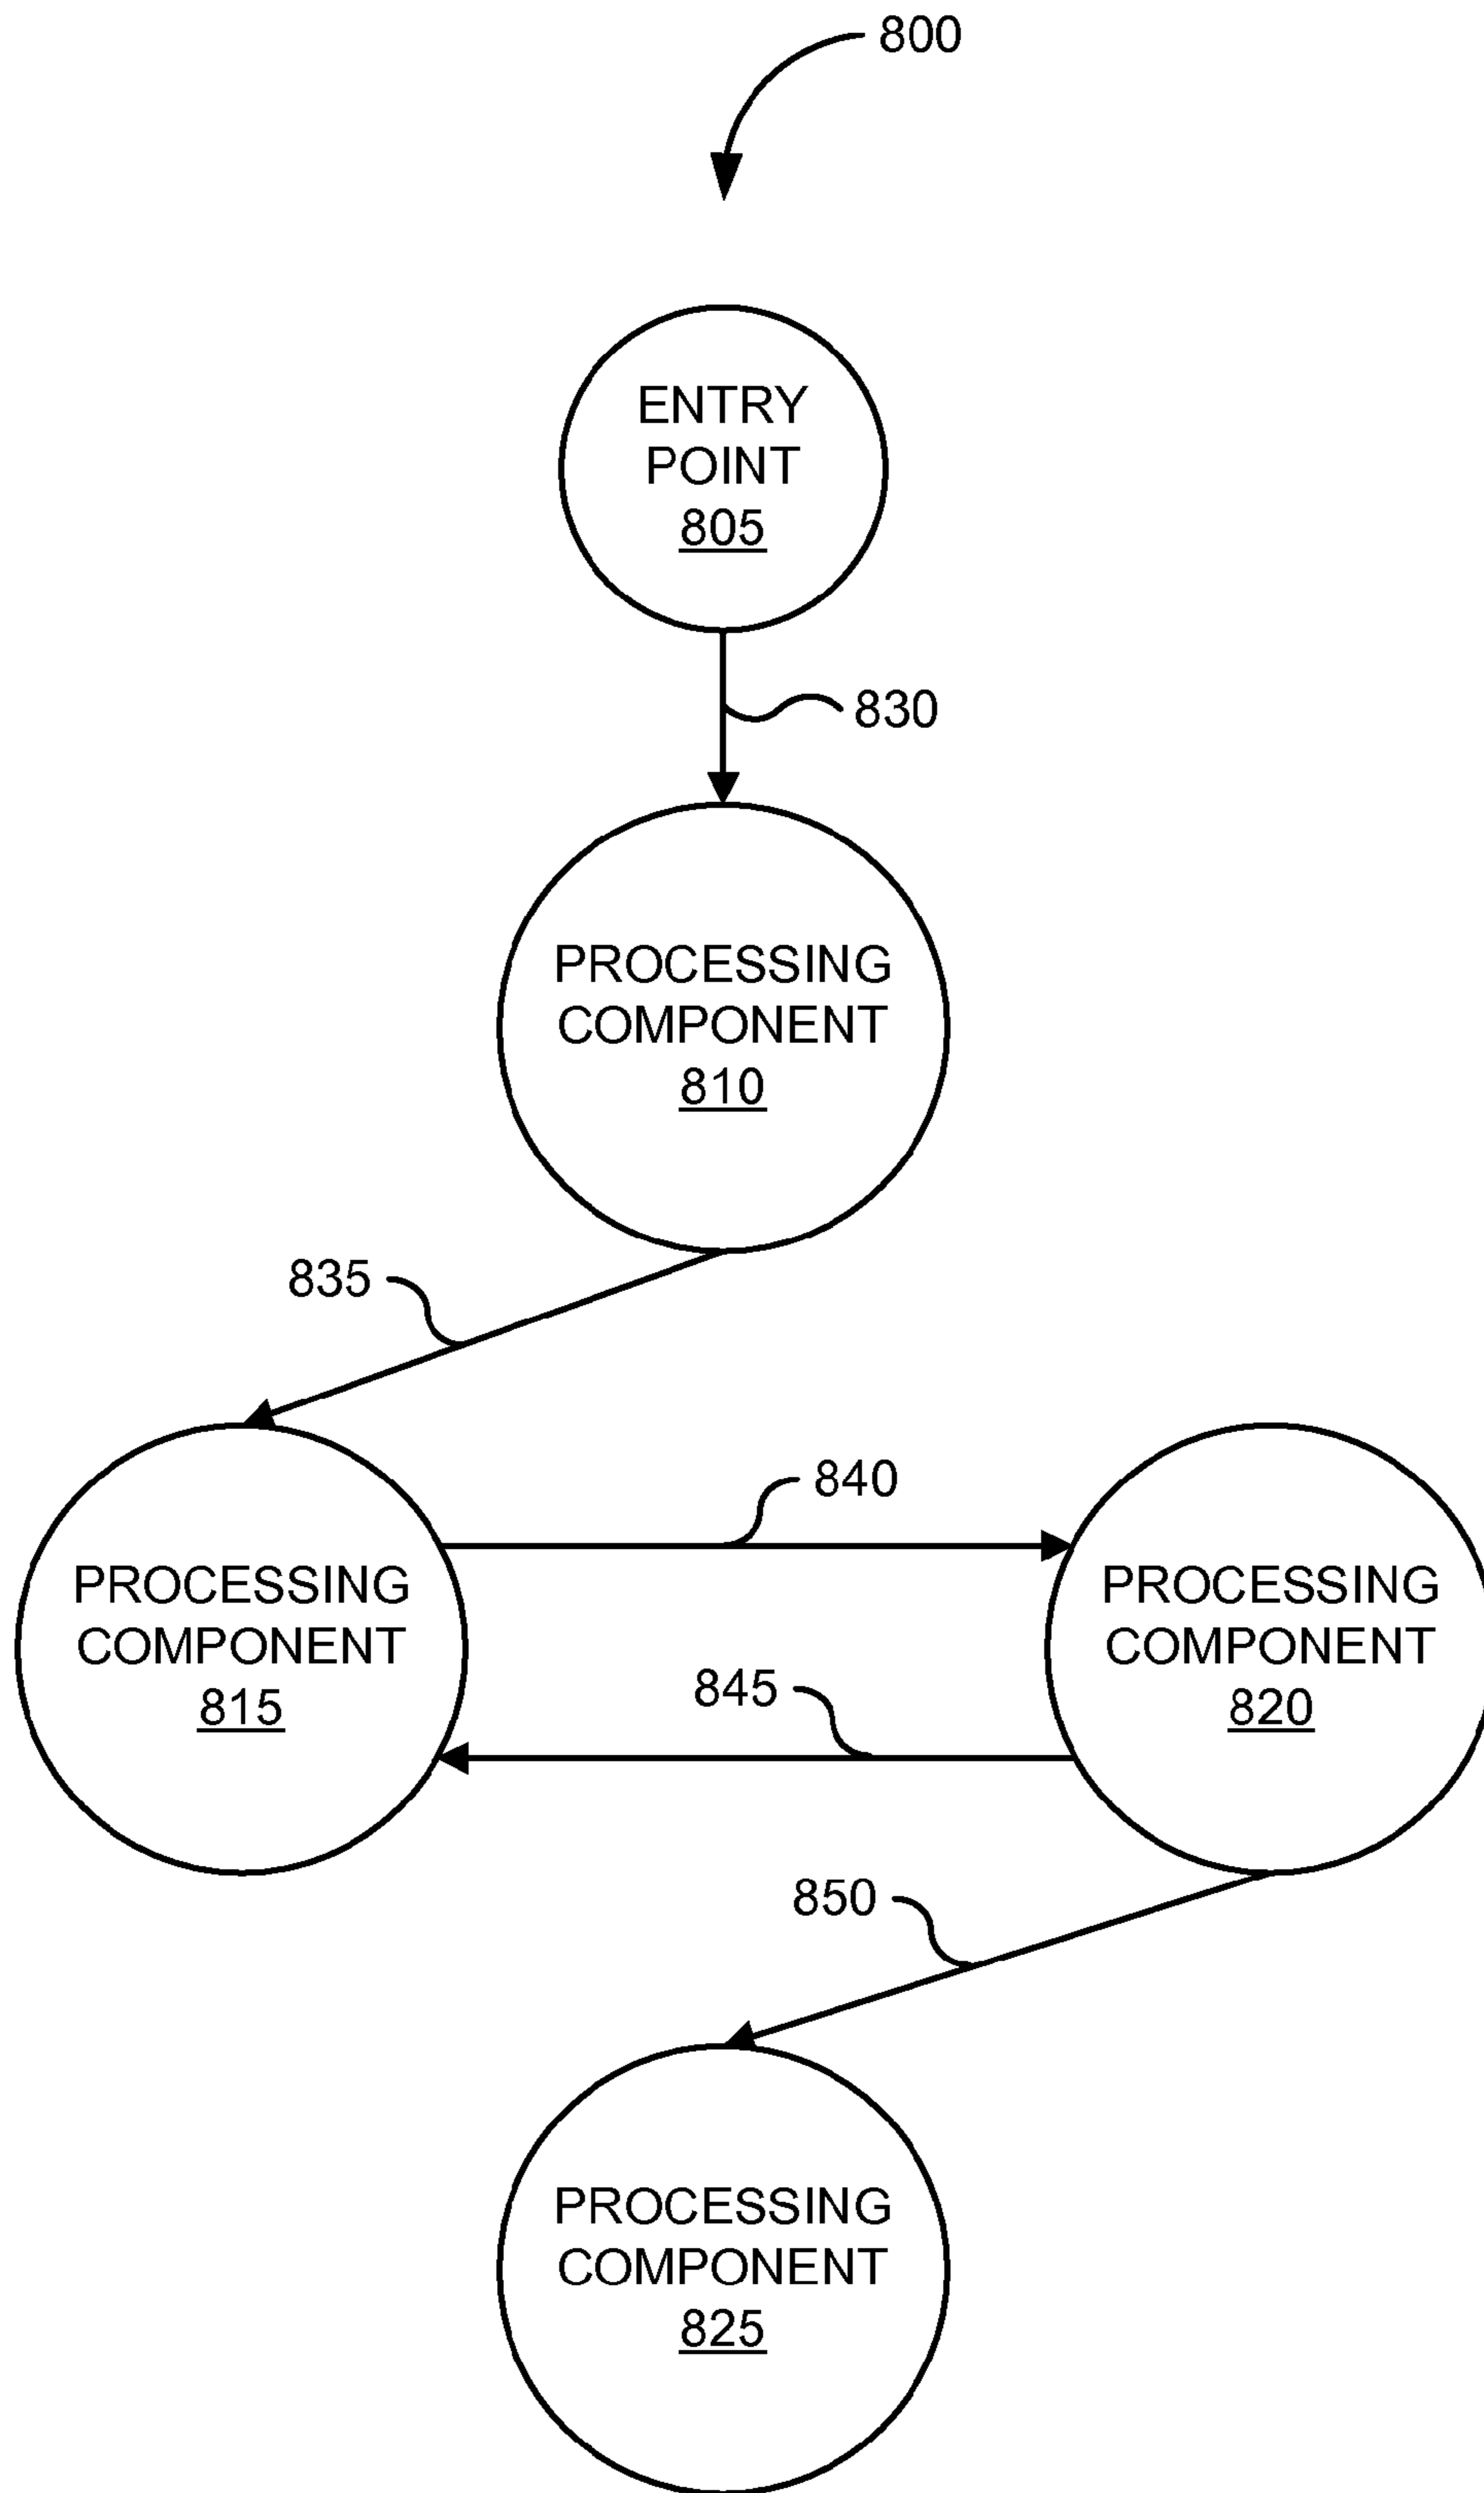 800
ENTRY
POINT
805
830
PROCESSING
COMPONENT
810
835
840
PROCESSING
COMPONENT
815
PROCESSING
COMPONENT
820
845
850
PROCESSING
COMPONENT
825